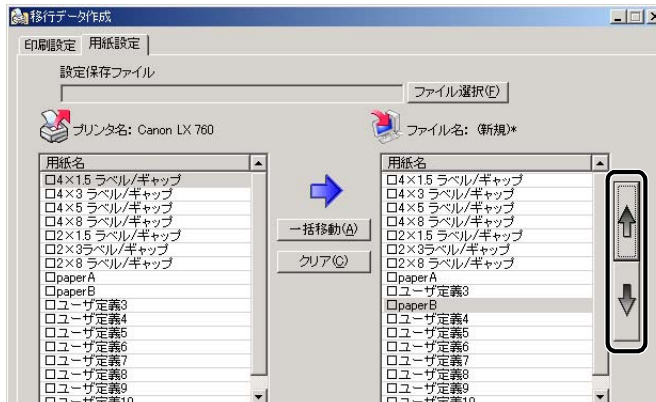 移行データ作成
印刷設定 用紙設定
設定保存ファイル
ファイル選択(F)
プリンタ名: Canon LX 760
ファイル名: (新規)*
用紙名
4×1.5 ラベル/ギャップ
4×3 ラベル/ギャップ
4×5 ラベル/ギャップ
4×8 ラベル/ギャップ
2×1.5 ラベル/ギャップ
2×3ラベル/ギャップ
2×8 ラベル/ギャップ
paperA
paperB
ユーザ定義3
ユーザ定義4
ユーザ定義5
ユーザ定義6
ユーザ定義7
ユーザ定義8
ユーザ定義9
ユーザ定義10
一括移動(A)
クリア(C)
用紙名
4×1.5 ラベル/ギャップ
4×3 ラベル/ギャップ
4×5 ラベル/ギャップ
4×8 ラベル/ギャップ
2×1.5 ラベル/ギャップ
2×3ラベル/ギャップ
2×8 ラベル/ギャップ
paperA
ユーザ定義3
paperB
ユーザ定義4
ユーザ定義5
ユーザ定義6
ユーザ定義7
ユーザ定義8
ユーザ定義9
ユーザ定義10